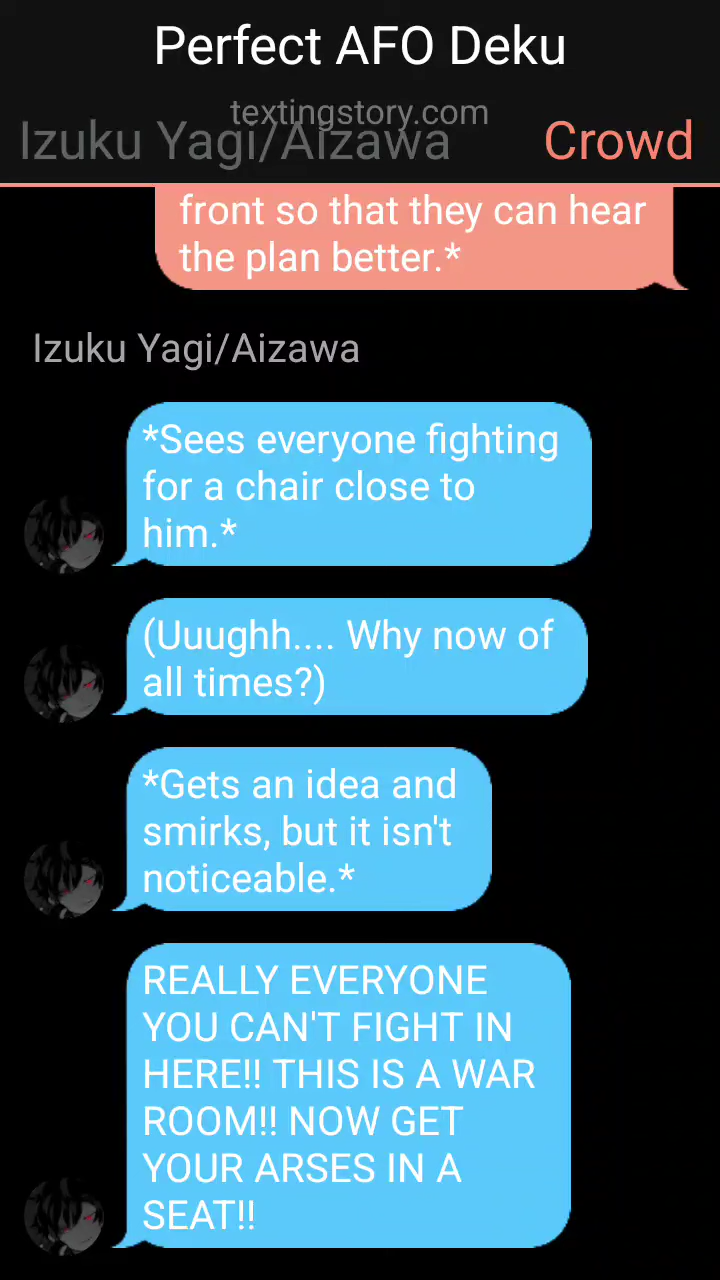 Perfect AFO Deku
textingstory.com
Izuku Yagi/Aizawa
Crowd
front so that they can hear
the plan better.*
Izuku Yagi/Aizawa
*Sees everyone fighting
for a chair close to
him.*
(Uuughh.... Why now of
all times?)
*Gets an idea and
smirks, but it isn't
noticeable.*
REALLY EVERYONE
YOU CAN'T FIGHT IN
HERE!! THIS IS A WAR
ROOM!! NOW GET
YOUR ARSES IN A
SEAT!!